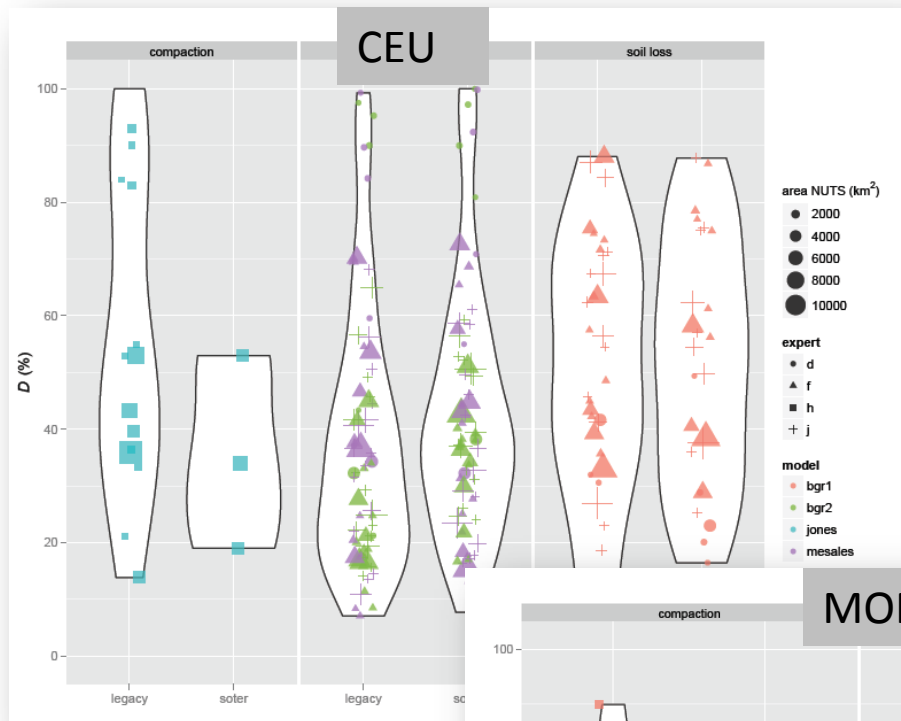 CEU
compaction
soil loss
100
80
60
40
20
0
D (%)
legacy
soter
legacy
area NUTS (km²)
2000
4000
6000
8000
10000
expert
d
f
h
j
model
bgr1
bgr2
jones
mesales
compaction
100